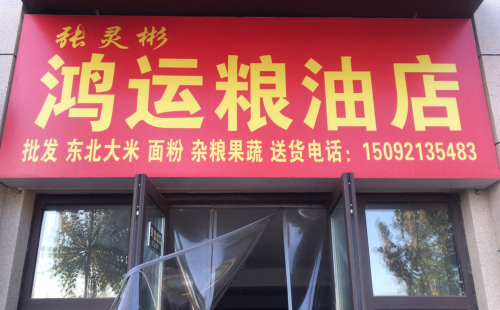 张灵彬
鸿运粮油店
批发 东北大米 面粉 杂粮果蔬 送货电话：15092135483